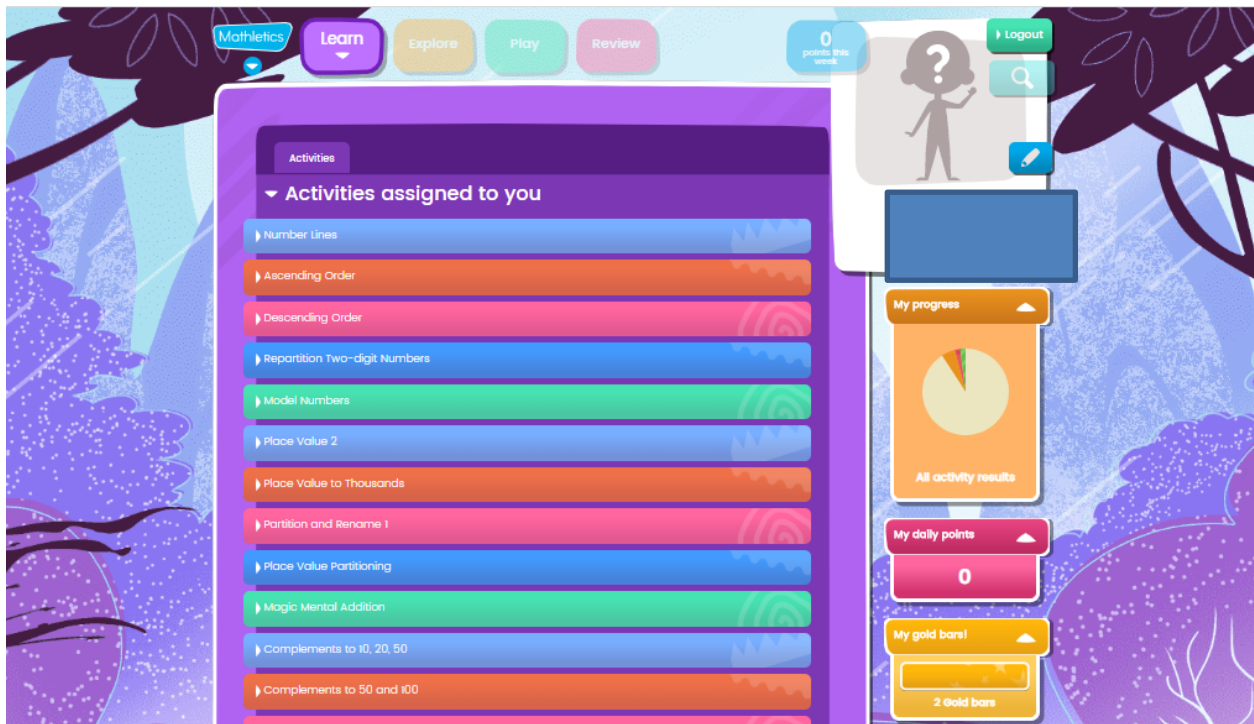 Mathletics
Learn
Explore
Play
Review
0
points this
week
Logout
?
Activities
Activities assigned to you
Number Lines
Ascending Order
Descending Order
Repartition Two-digit Numbers
Model Numbers
Place Value 2
Place Value to Thousands
Partition and Rename 1
Place Value Partitioning
Magic Mental Addition
Complements to 10, 20, 50
Complements to 50 and 100
My progress
All activity results
My daily points
0
My gold bars!
2 Gold bars